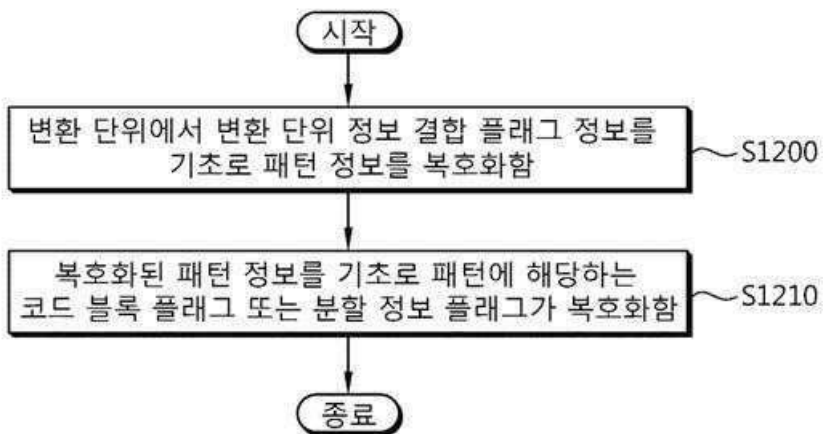 시작
변환 단위에서 변환 단위 정보 결합 플래그 정보를
기초로 패턴 정보를 복호화함
S1200
복호화된 패턴 정보를 기초로 패턴에 해당하는
코드 블록 플래그 또는 분할 정보 플래그가 복호화함
S1210
종료